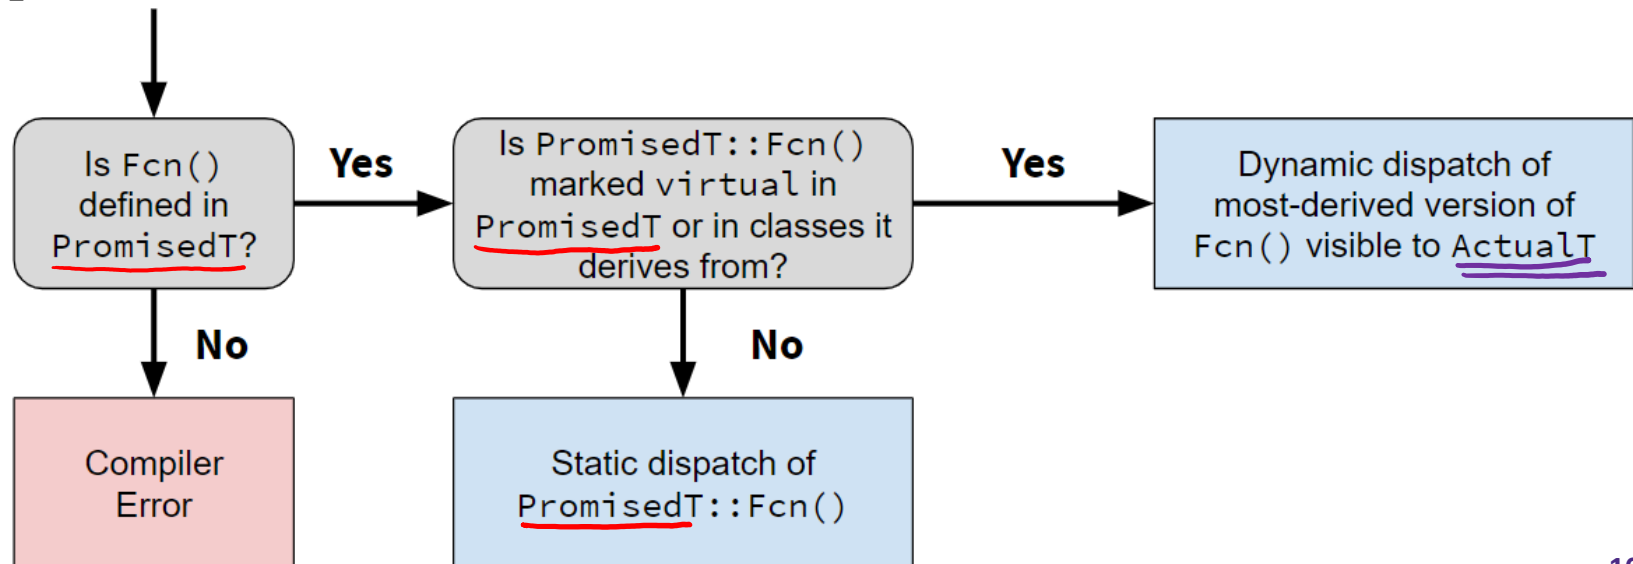 Is Fcn()
defined in
PromisedT?
Yes
Is PromisedT::Fcn()
marked virtual in
PromisedT or in classes it
derives from?
Yes
Dynamic dispatch of
most-derived version of
Fcn() visible to ActualT
No
No
Compiler
Error
Static dispatch of
PromisedT::Fcn()